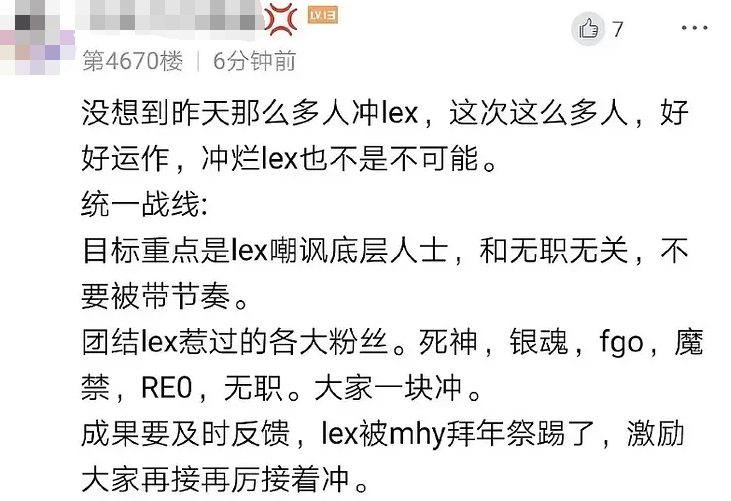 LV.13
7
第4670楼 | 6分钟前
没想到昨天那么多人冲lex，这次这么多人，好
好运作，冲烂lex也不是不可能。
统一战线:
目标重点是lex嘲讽底层人士，和无职无关，不
要被带节奏。
团结lex惹过的各大粉丝。死神，银魂，fgo，魔
禁，RE0，无职。大家一块冲。
成果要及时反馈，lex被mhy拜年祭踢了，激励
大家再接再厉接着冲。